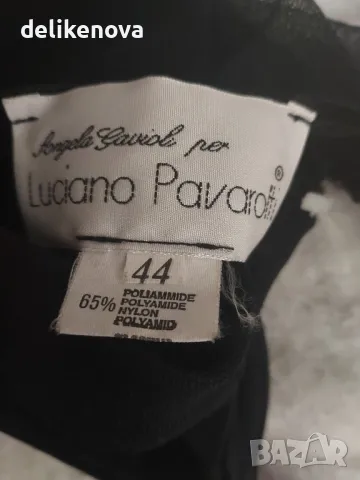 delikenova
Angela Gavioli per
Luciano Pavarotti ®
44
65% POLIAMMIDE
POLYAMIDE
NYLON
POLYAMID
BAZAR